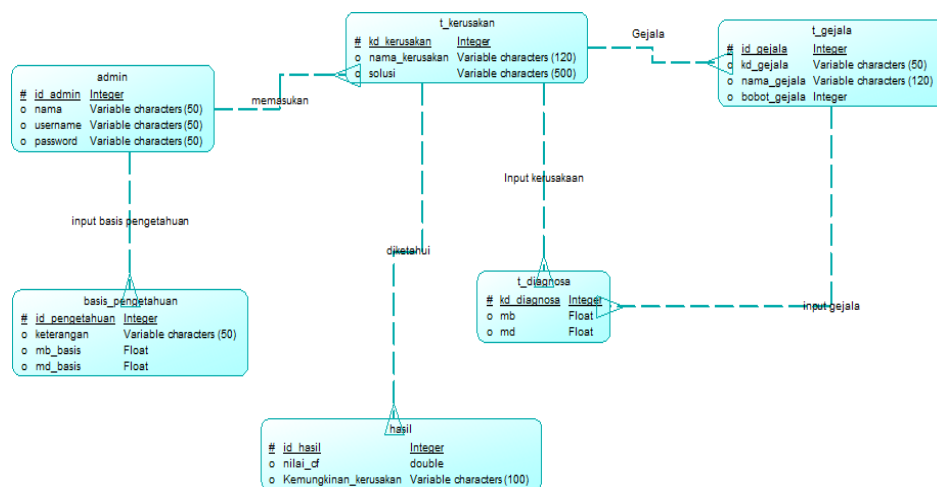 t_kerusakan
# kd_kerusakan Integer
o nama_kerusakan Variable characters (120)
o solusi Variable characters (500)
Gejala
t_gejala
# id_gejala Integer
o kd_gejala Variable characters (50)
o nama_gejala Variable characters (120)
o bobot_gejala Integer
admin
# id_admin Integer
o nama Variable characters (50)
o username Variable characters (50)
o password Variable characters (50)
memasukan
input basis pengetahuan
Input kerusakaan
diketahui
input gejala
basis_pengetahuan
# id_pengetahuan Integer
o keterangan Variable characters (50)
o mb_basis Float
o md_basis Float
t_diagnosa
# kd_diagnosa Integer
o mb Float
o md Float
hasil
# id_hasil Integer
o nilai_cf double
o Kemungkinan_kerusakan Variable characters (100)